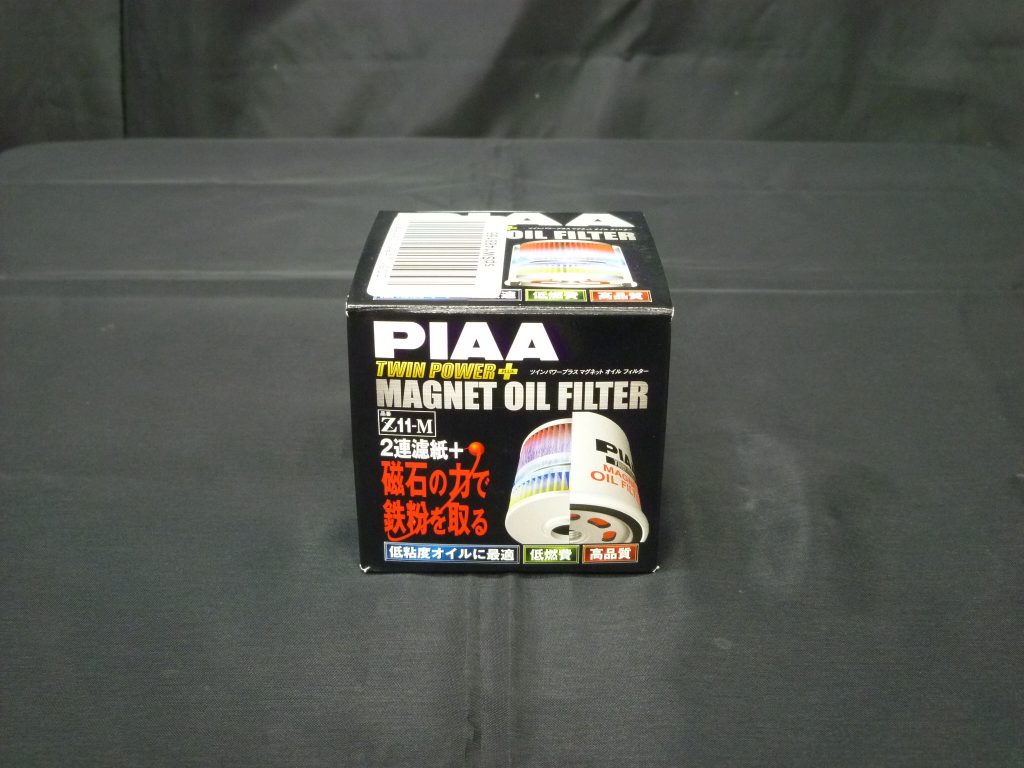 PIAA
OIL FILTER
低燃費
高品質
PIAA
TWIN POWER+
ツインパワープラス マグネット オイル フィルター
MAGNET OIL FILTER
品番
Z11-M
2連濾紙+
磁石の力で
鉄粉を取る
PIAA
OIL FILT
低粘度オイルに最適
低燃費
高品質